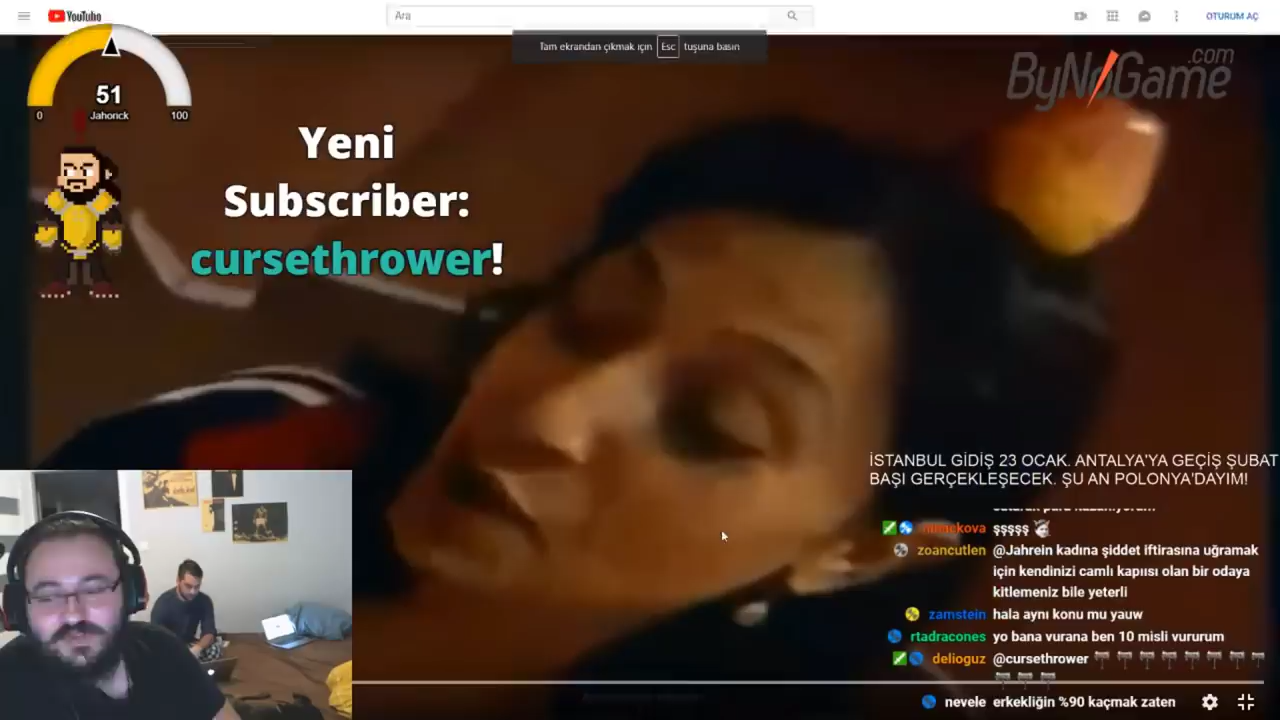 YouTube
Ara
OTURUM AÇ
Tam ekrandan çıkmak için Esc tuşuna basın
ByNoGame.com
51
0 Jahorick 100
Yeni
Subscriber:
cursethrower!
İSTANBUL GİDİŞ 23 OCAK. ANTALYA'YA GEÇİŞ ŞUBAT
BAŞI GERÇEKLEŞECEK. ŞU AN POLONYA'DAYIM!
şşşşş
zoancutlen @Jahrein kadına şiddet iftirasına uğramak
için kendinizi camlı kapıısı olan bir odaya
kitlemeniz bile yeterli
zamstein hala aynı konu mu yauw
rtadracones yo bana vurana ben 10 misli vururum
delioguz @cursethrower
nevele erkekliğin %90 kaçmak zaten